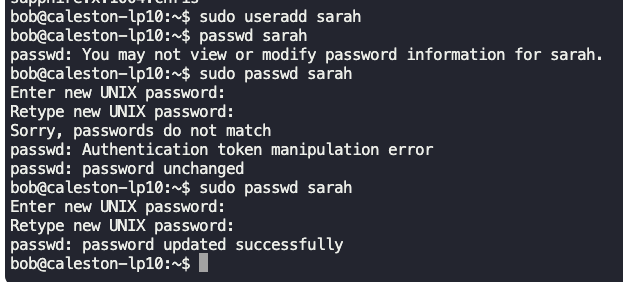 bob@caleston-lp10:~$ sudo useradd sarah
bob@caleston-lp10:~$ passwd sarah
passwd: You may not view or modify password information for sarah.
bob@caleston-lp10:~$ sudo passwd sarah
Enter new UNIX password:
Retype new UNIX password:
Sorry, passwords do not match
passwd: Authentication token manipulation error
passwd: password unchanged
bob@caleston-lp10:~$ sudo passwd sarah
Enter new UNIX password:
Retype new UNIX password:
passwd: password updated successfully
bob@caleston-lp10:~$